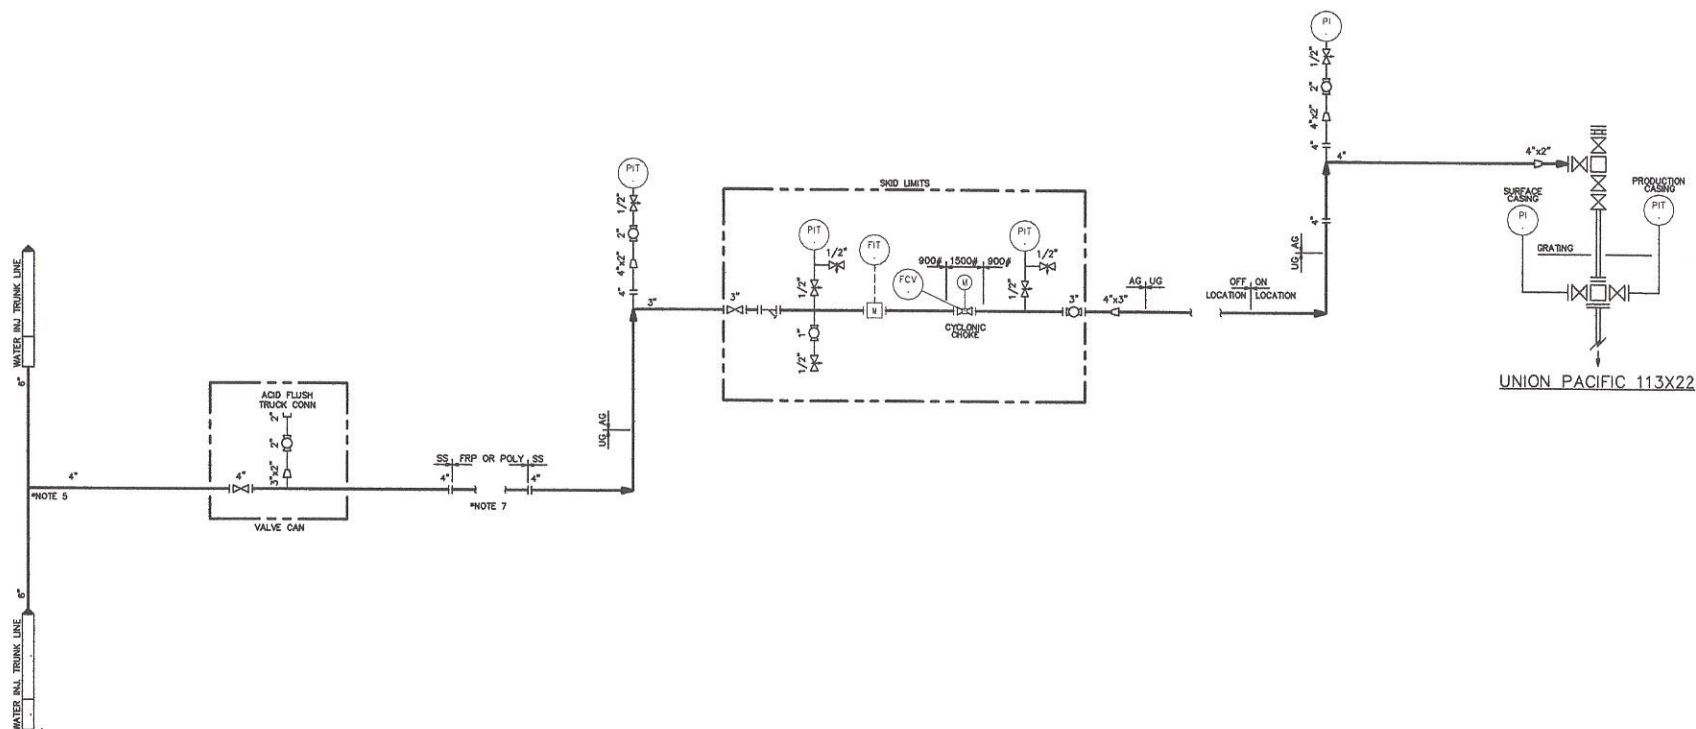 WATER INJ TRUNK LINE
6"
4"
*NOTE 5
6"
WATER INJ. TRUNK LINE
ACID FLUSH
TRUCK CONN
2"
2"
3"x2"
4"
VALVE CAN
SS
FRP OR POLY
SS
4"
4"
*NOTE 7
UG
AG
PIT
1/2"
2"
4"x2"
4"
3"
SKID LIMITS
3"
PIT
1/2"
1/2"
1"
1/2"
FIT
M
FCV
900#
1500#
900#
M
CYCLONIC
CHOKE
PIT
1/2"
1/2"
3"
4"x3"
AG
UG
OFF
LOCATION
ON
LOCATION
UG
AG
PI
1/2"
2"
4"x2"
4"
4"
4"
4"x2"
SURFACE
CASING
PI
PRODUCTION
CASING
PIT
GRATING
UNION PACIFIC 113X22